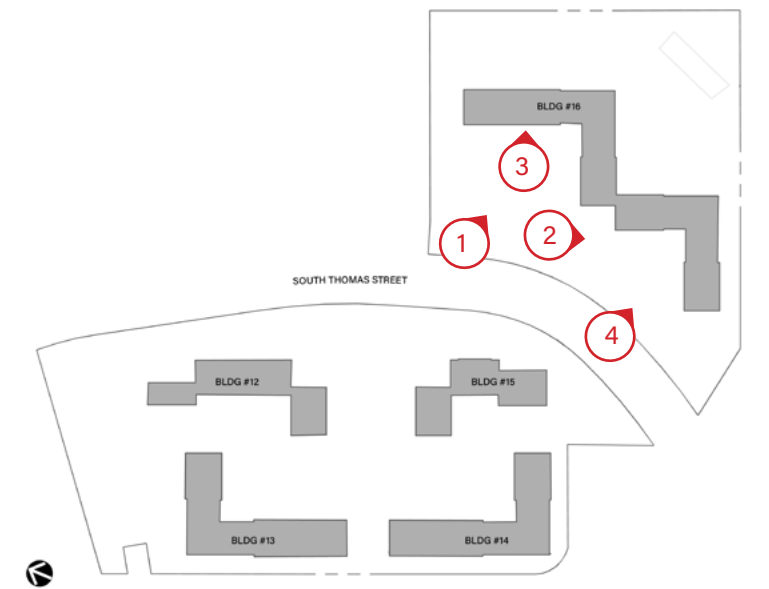 BLDG #16
3
1
2
SOUTH THOMAS STREET
4
BLDG #12
BLDG #15
BLDG #13
BLDG #14